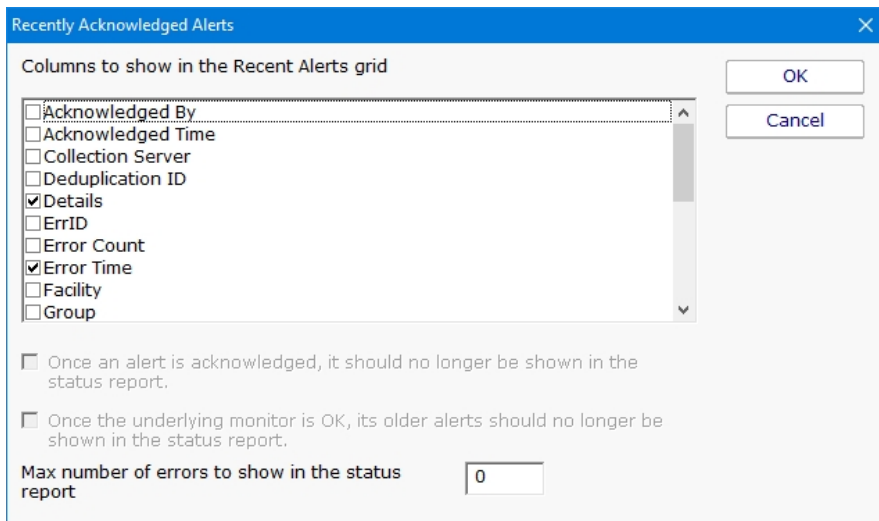 Recently Acknowledged Alerts
Columns to show in the Recent Alerts grid
OK
Cancel
Acknowledged By
Acknowledged Time
Collection Server
Deduplication ID
Details
ErrID
Error Count
Error Time
Facility
Group
Once an alert is acknowledged, it should no longer be shown in the
status report.
Once the underlying monitor is OK, its older alerts should no longer be
shown in the status report.
Max number of errors to show in the status
report
0